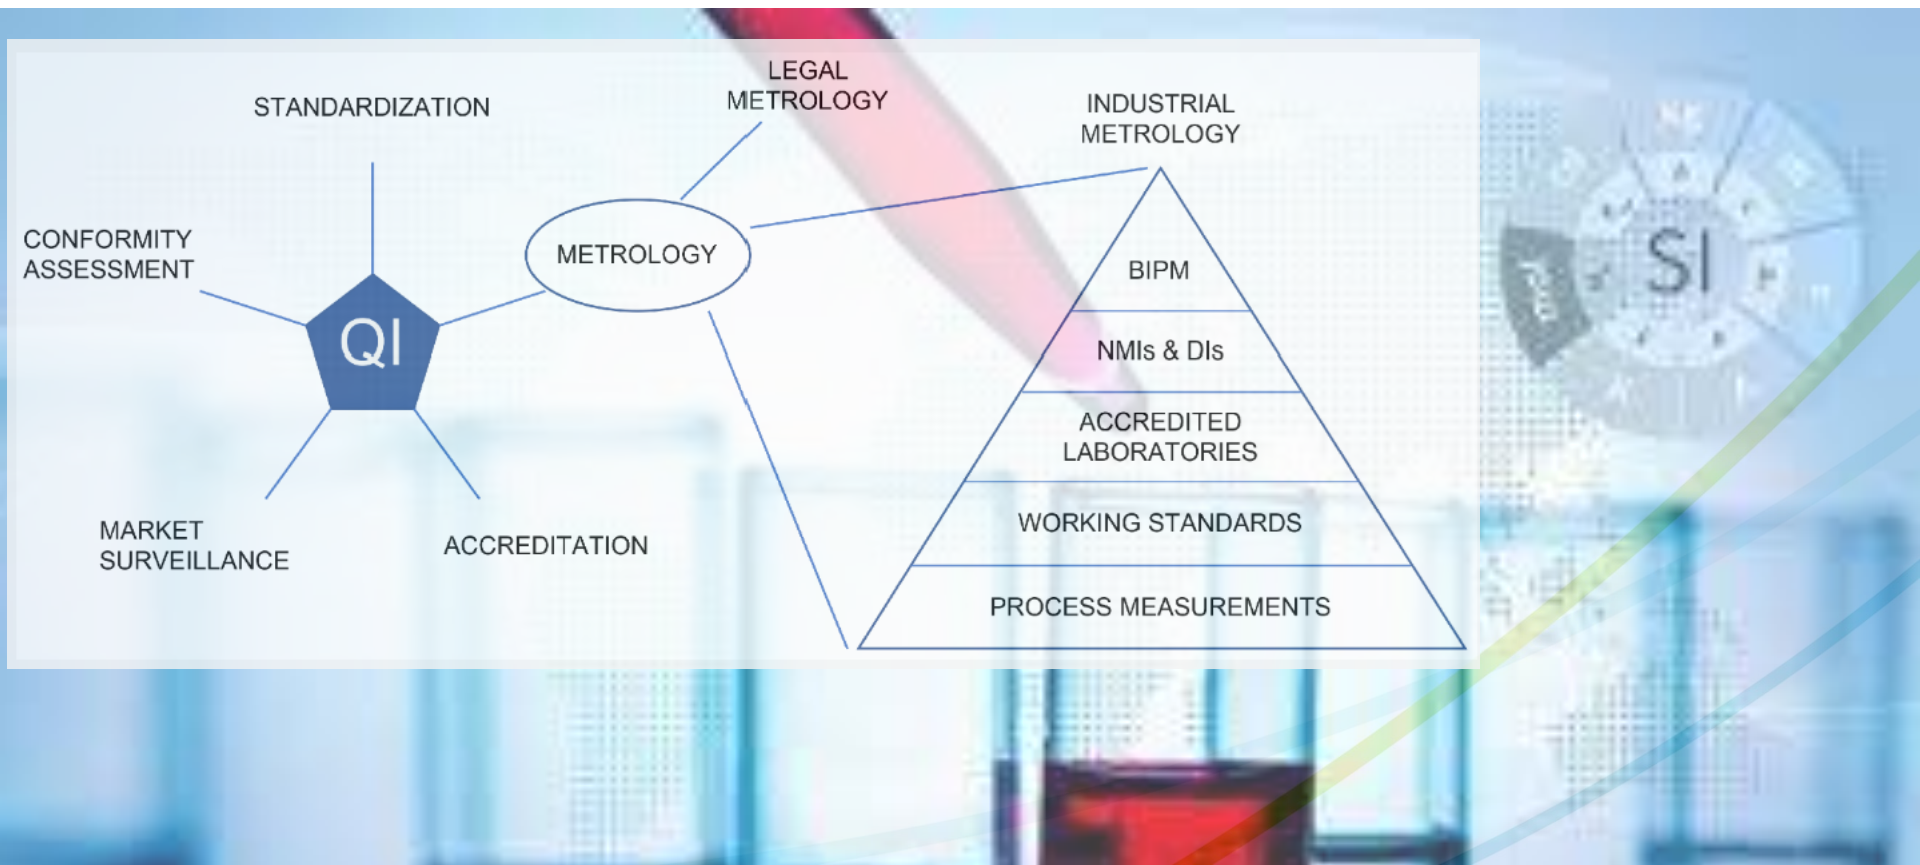 STANDARDIZATION
CONFORMITY
ASSESSMENT
QI
MARKET
SURVEILLANCE
ACCREDITATION
METROLOGY
LEGAL
METROLOGY
INDUSTRIAL
METROLOGY
BIPM
NMIs & DIs
ACCREDITED
LABORATORIES
WORKING STANDARDS
PROCESS MEASUREMENTS
SI